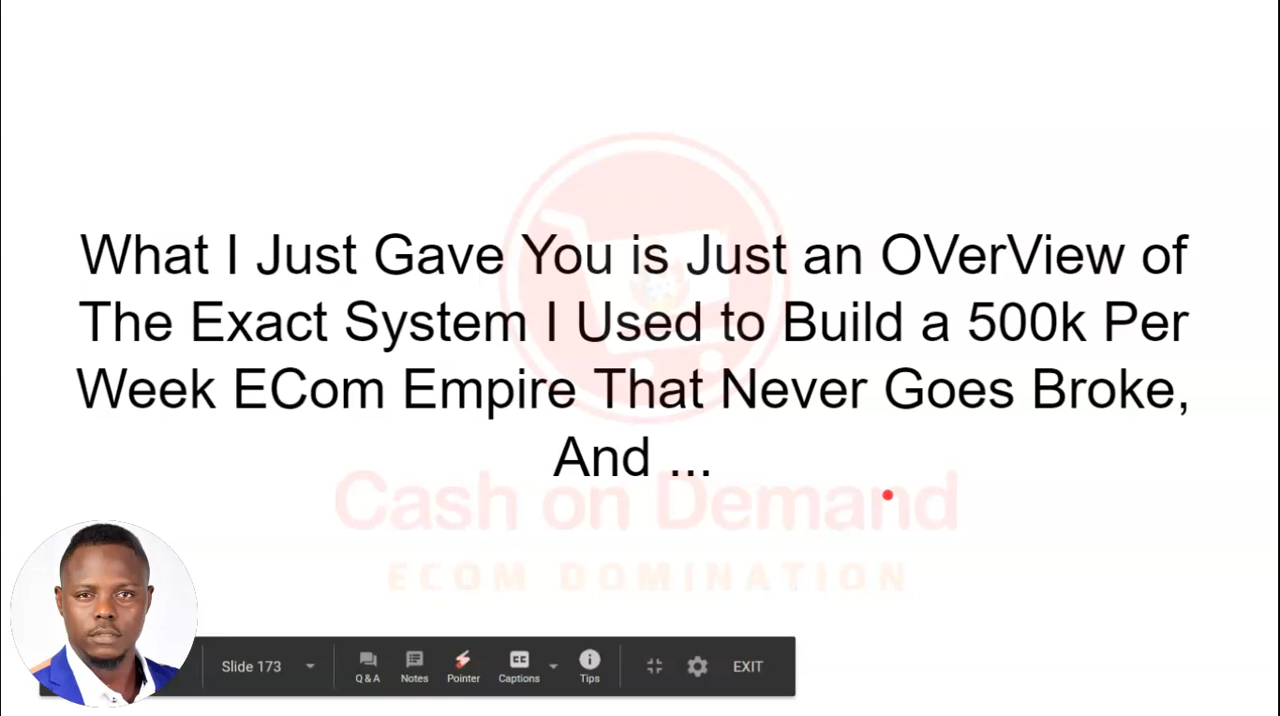 What I Just Gave You is Just an OVerView of
The Exact System I Used to Build a 500k Per
Week ECom Empire That Never Goes Broke,
And ...
Cash on Demand
ECOM DOMINATION
Slide 173
Q & A
Notes
Pointer
CC
Captions
Tips
EXIT